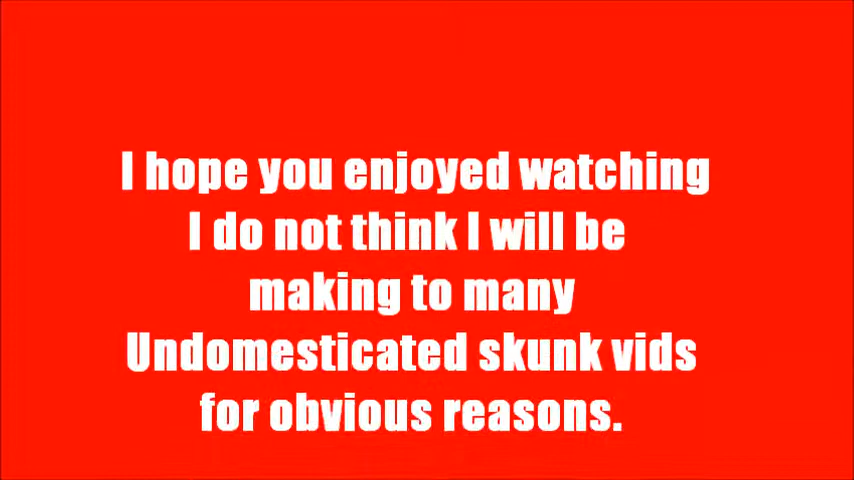 I hope you enjoyed watching
I do not think I will be
making to many
Undomesticated skunk vids
for obvious reasons.